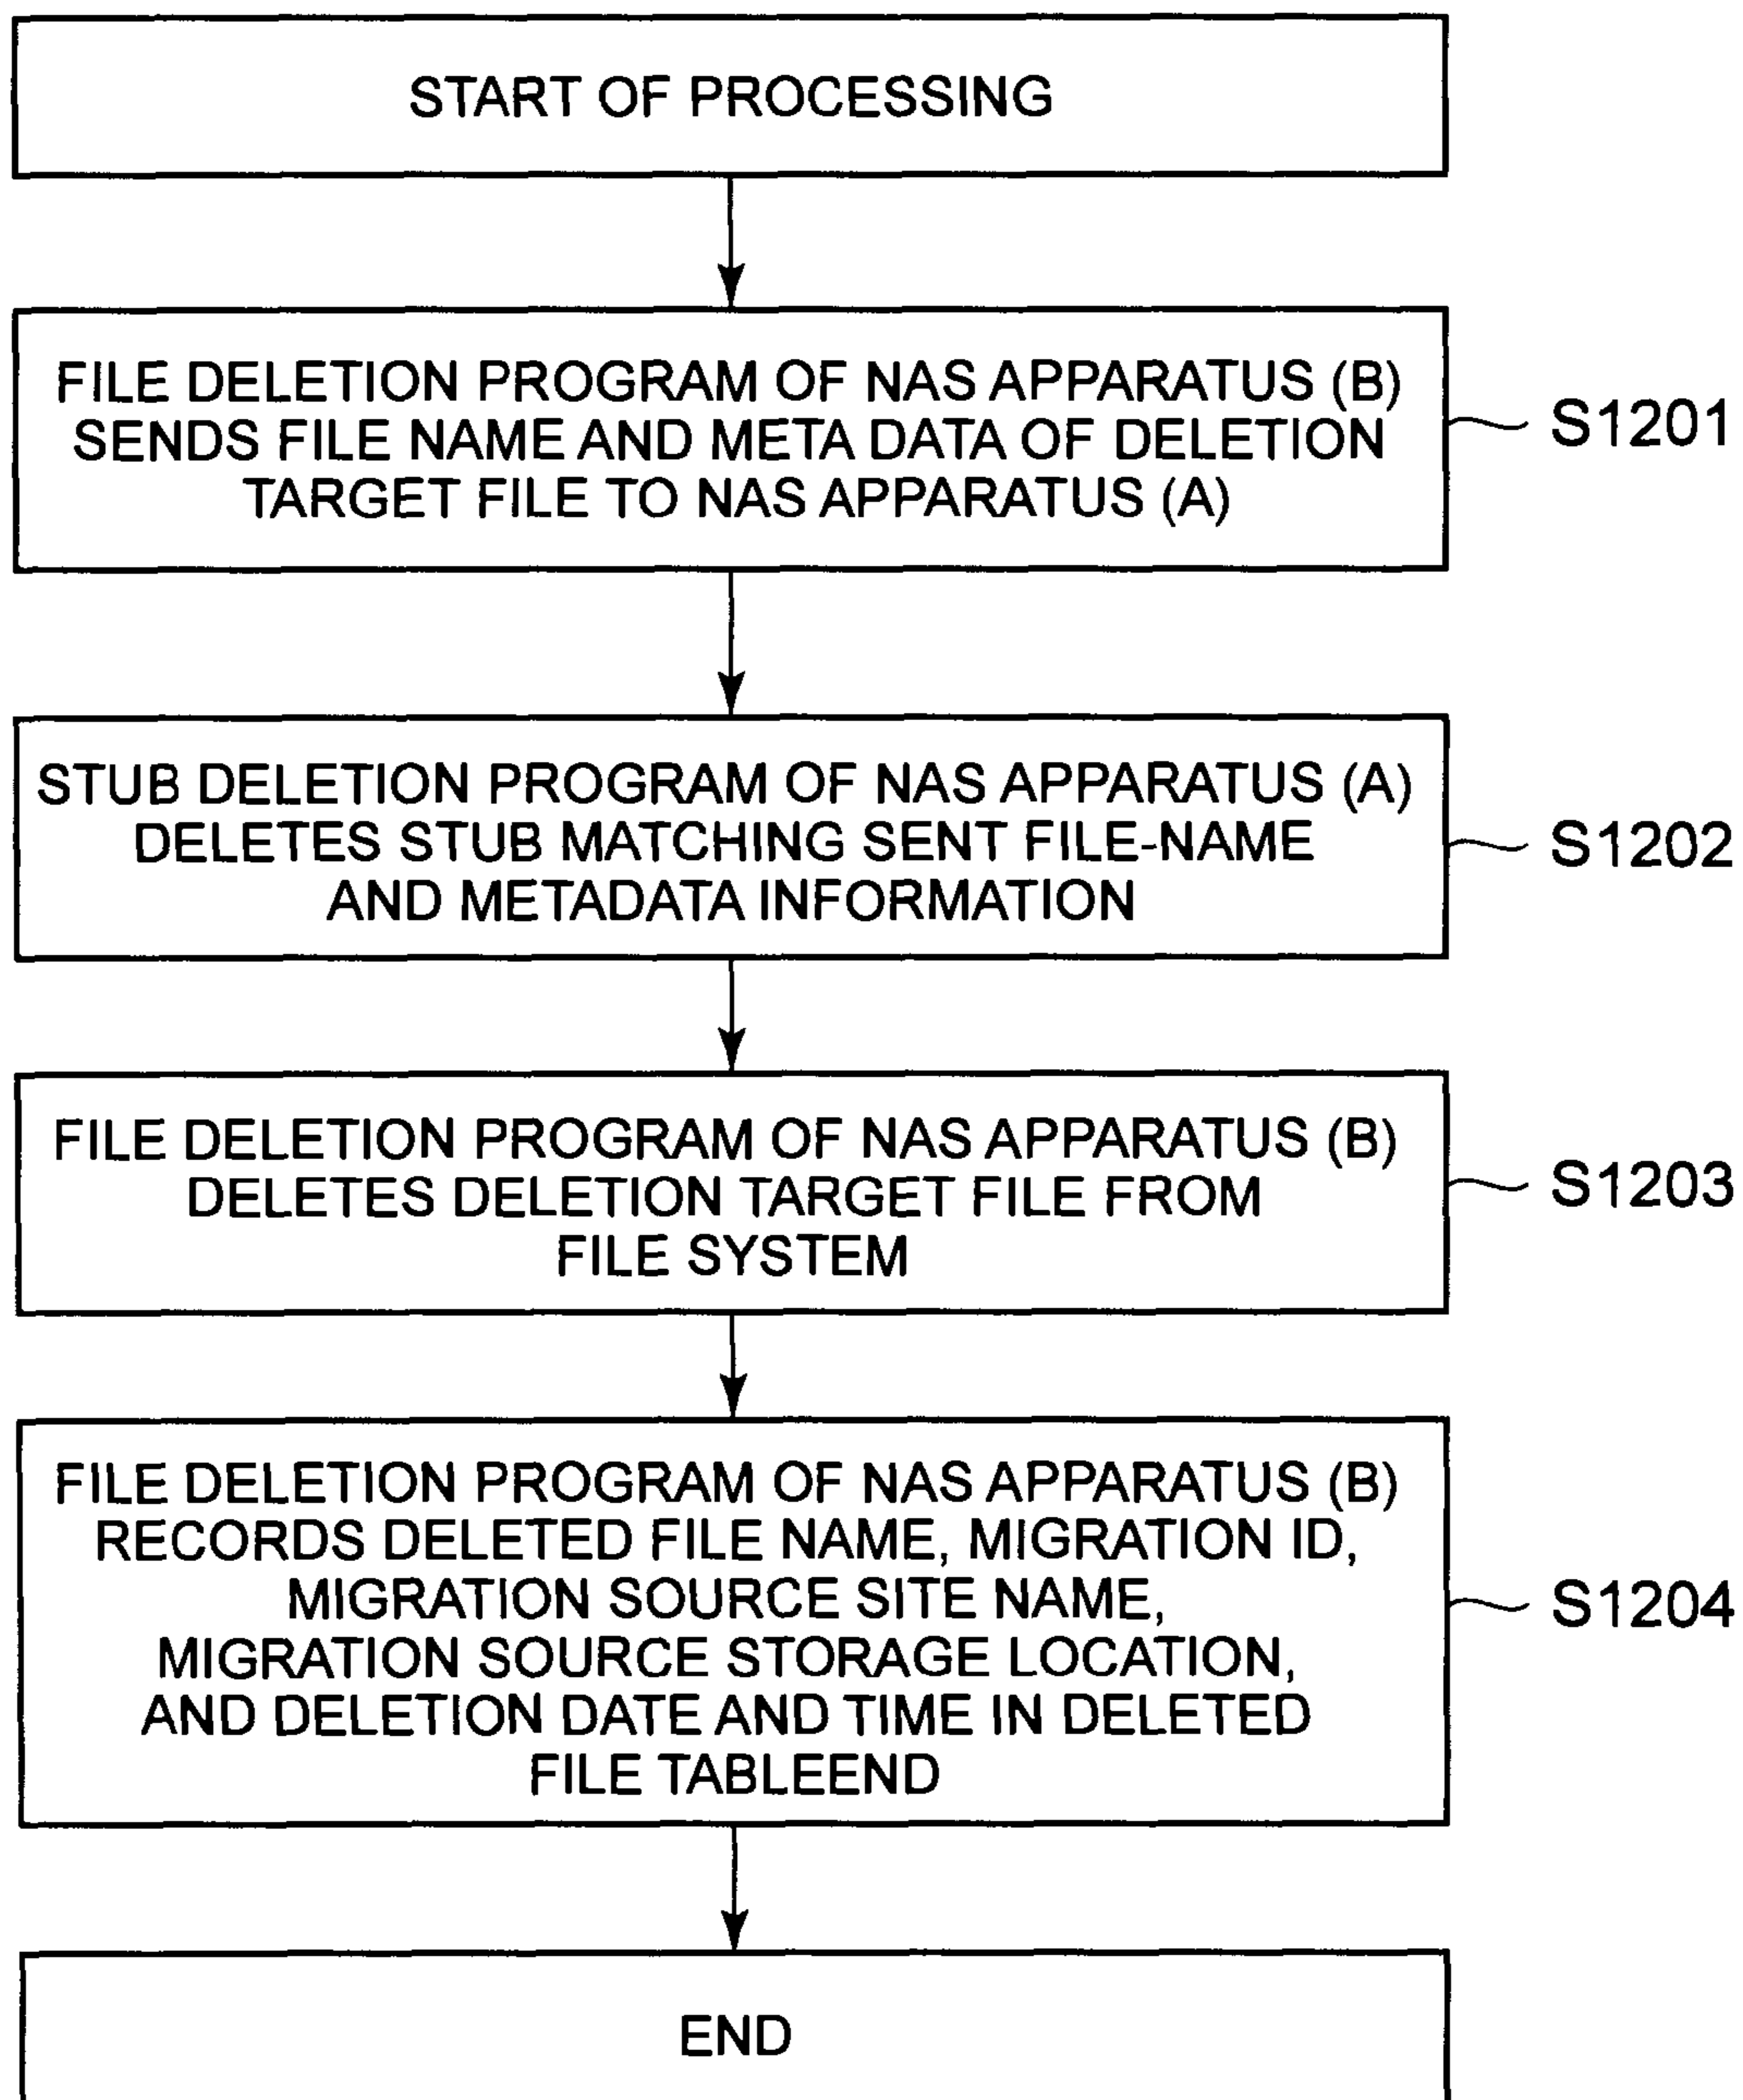 START OF PROCESSING
FILE DELETION PROGRAM OF NAS APPARATUS (B)
SENDS FILE NAME AND META DATA OF DELETION
TARGET FILE TO NAS APPARATUS (A)
S1201
STUB DELETION PROGRAM OF NAS APPARATUS (A)
DELETES STUB MATCHING SENT FILE-NAME
AND METADATA INFORMATION
S1202
FILE DELETION PROGRAM OF NAS APPARATUS (B)
DELETES DELETION TARGET FILE FROM
FILE SYSTEM
S1203
FILE DELETION PROGRAM OF NAS APPARATUS (B)
RECORDS DELETED FILE NAME, MIGRATION ID,
MIGRATION SOURCE SITE NAME,
MIGRATION SOURCE STORAGE LOCATION,
AND DELETION DATE AND TIME IN DELETED
FILE TABLEEND
S1204
END